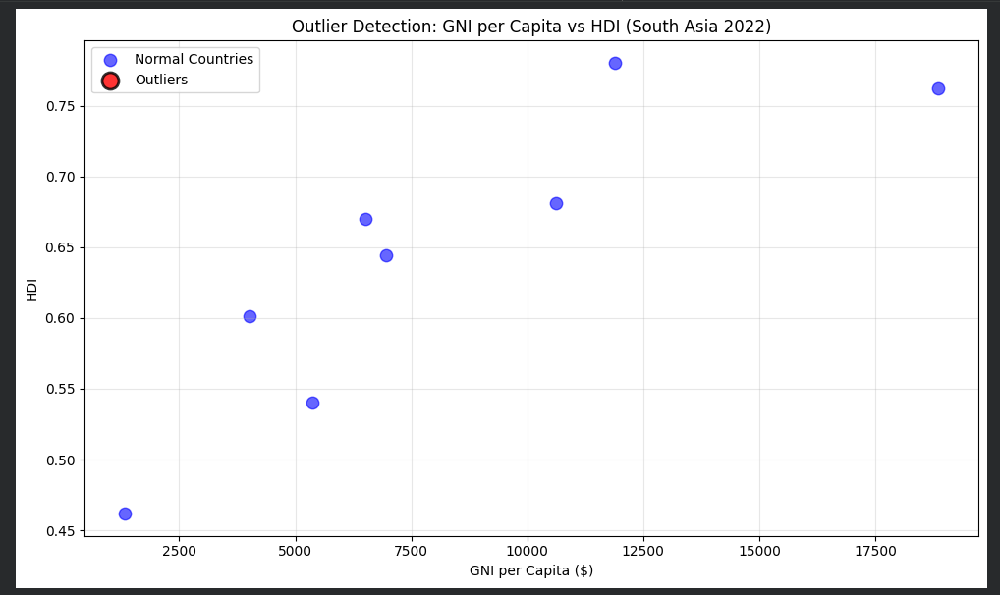 Outlier Detection: GNI per Capita vs HDI (South Asia 2022)
Normal Countries
Outliers
0.75
0.70
0.65
0.60
0.55
0.50
0.45
HDI
2500 5000 7500 10000 12500 15000 17500
GNI per Capita ($)